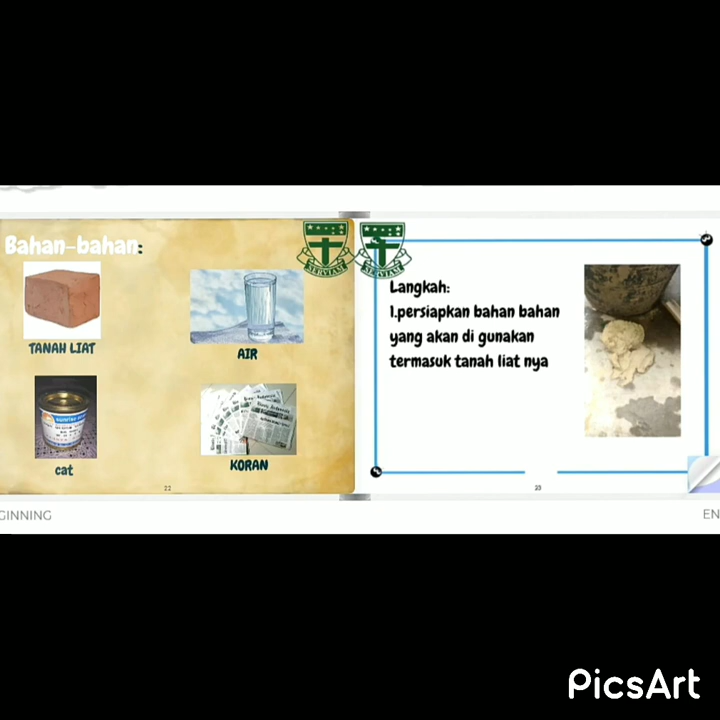 Bahan-bahan:
TANAH LIAT
AIR
cat
KORAN
22
SERVIAM
SERVIAM
Langkah:
1.persiapkan bahan bahan
yang akan di gunakan
termasuk tanah liat nya
23
GINNING
EN
PicsArt